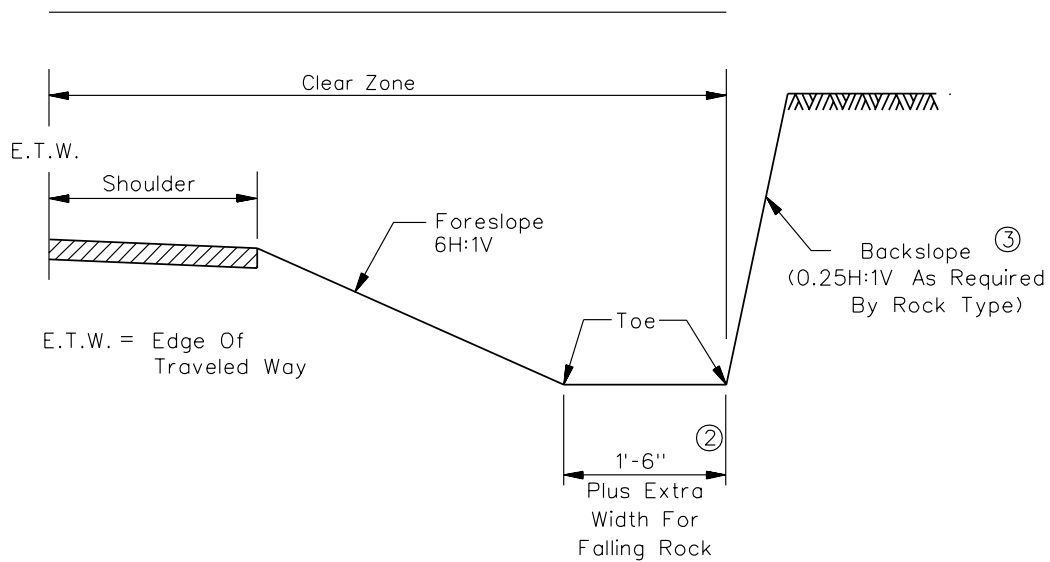 Clear Zone
E.T.W.
Shoulder
Foreslope
6H:1V
Backslope ③
(0.25H:1V As Required
By Rock Type)
Toe
E.T.W. = Edge Of
Traveled Way
②
1'-6"
Plus Extra
Width For
Falling Rock